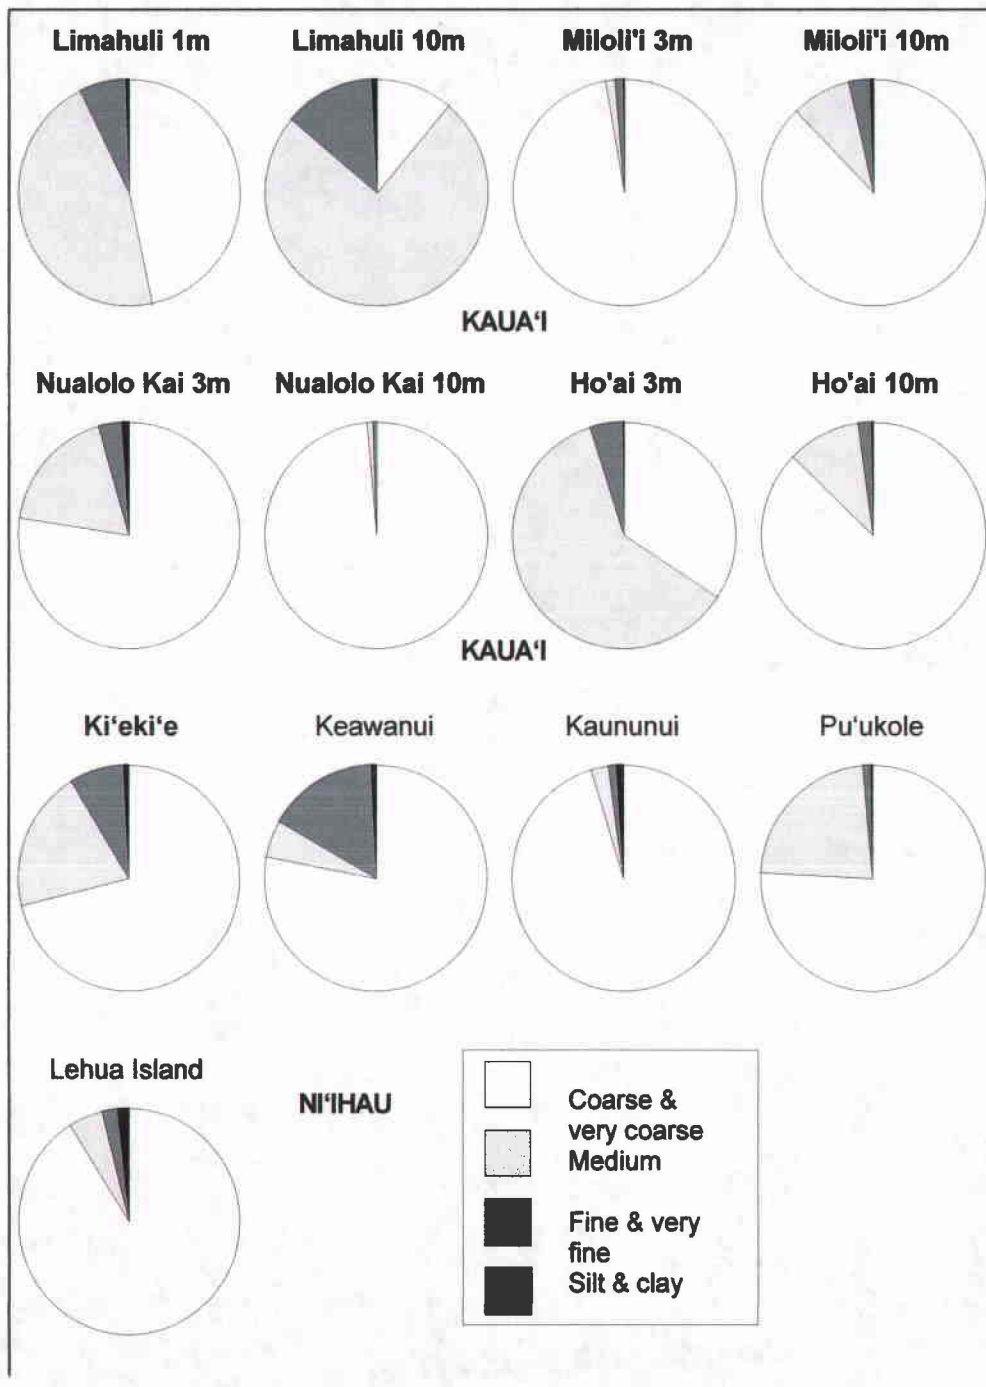 Limahuli 1m
Limahuli 10m
Miloli'i 3m
Miloli'i 10m
KAUA‘I
Nualolo Kai 3m
Nualolo Kai 10m
Ho'ai 3m
Ho'ai 10m
KAUA‘I
Ki‘eki‘e
Keawanui
Kaununui
Pu‘ukole
Lehua Island
NI‘IHAU
Coarse &
very coarse
Medium
Fine & very
fine
Silt & clay